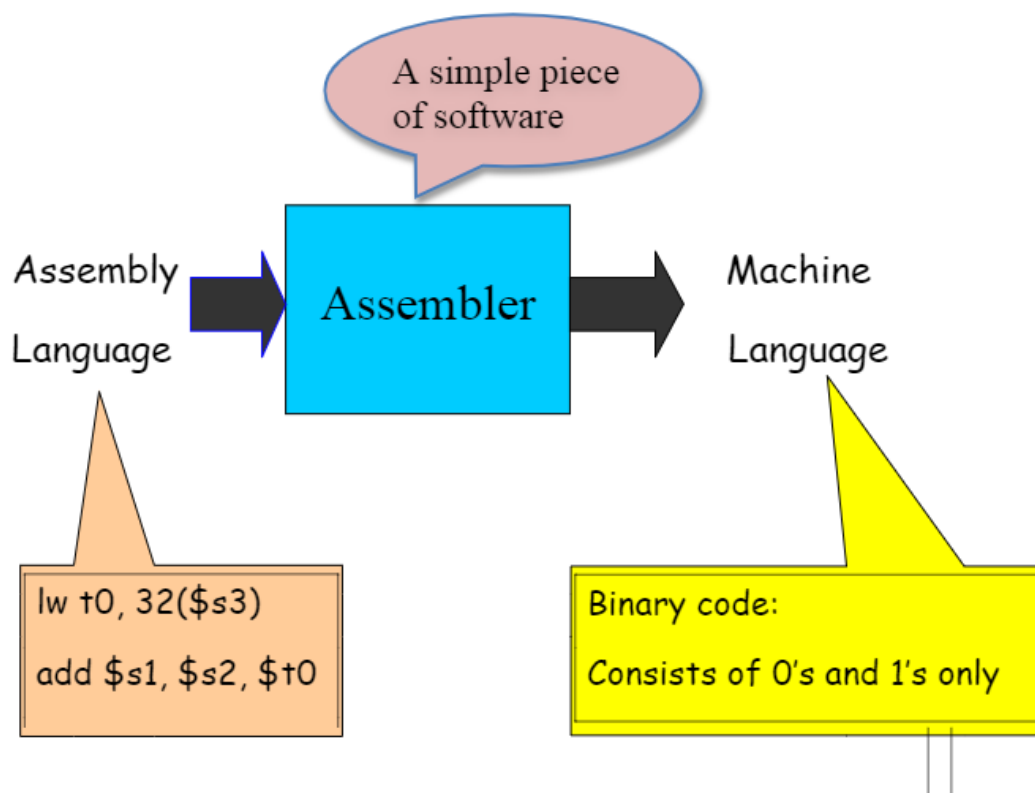 A simple piece
of software
Assembly
Language
Assembler
Machine
Language
lw t0, 32($s3)
add $s1, $s2, $t0
Binary code:
Consists of 0's and 1's only